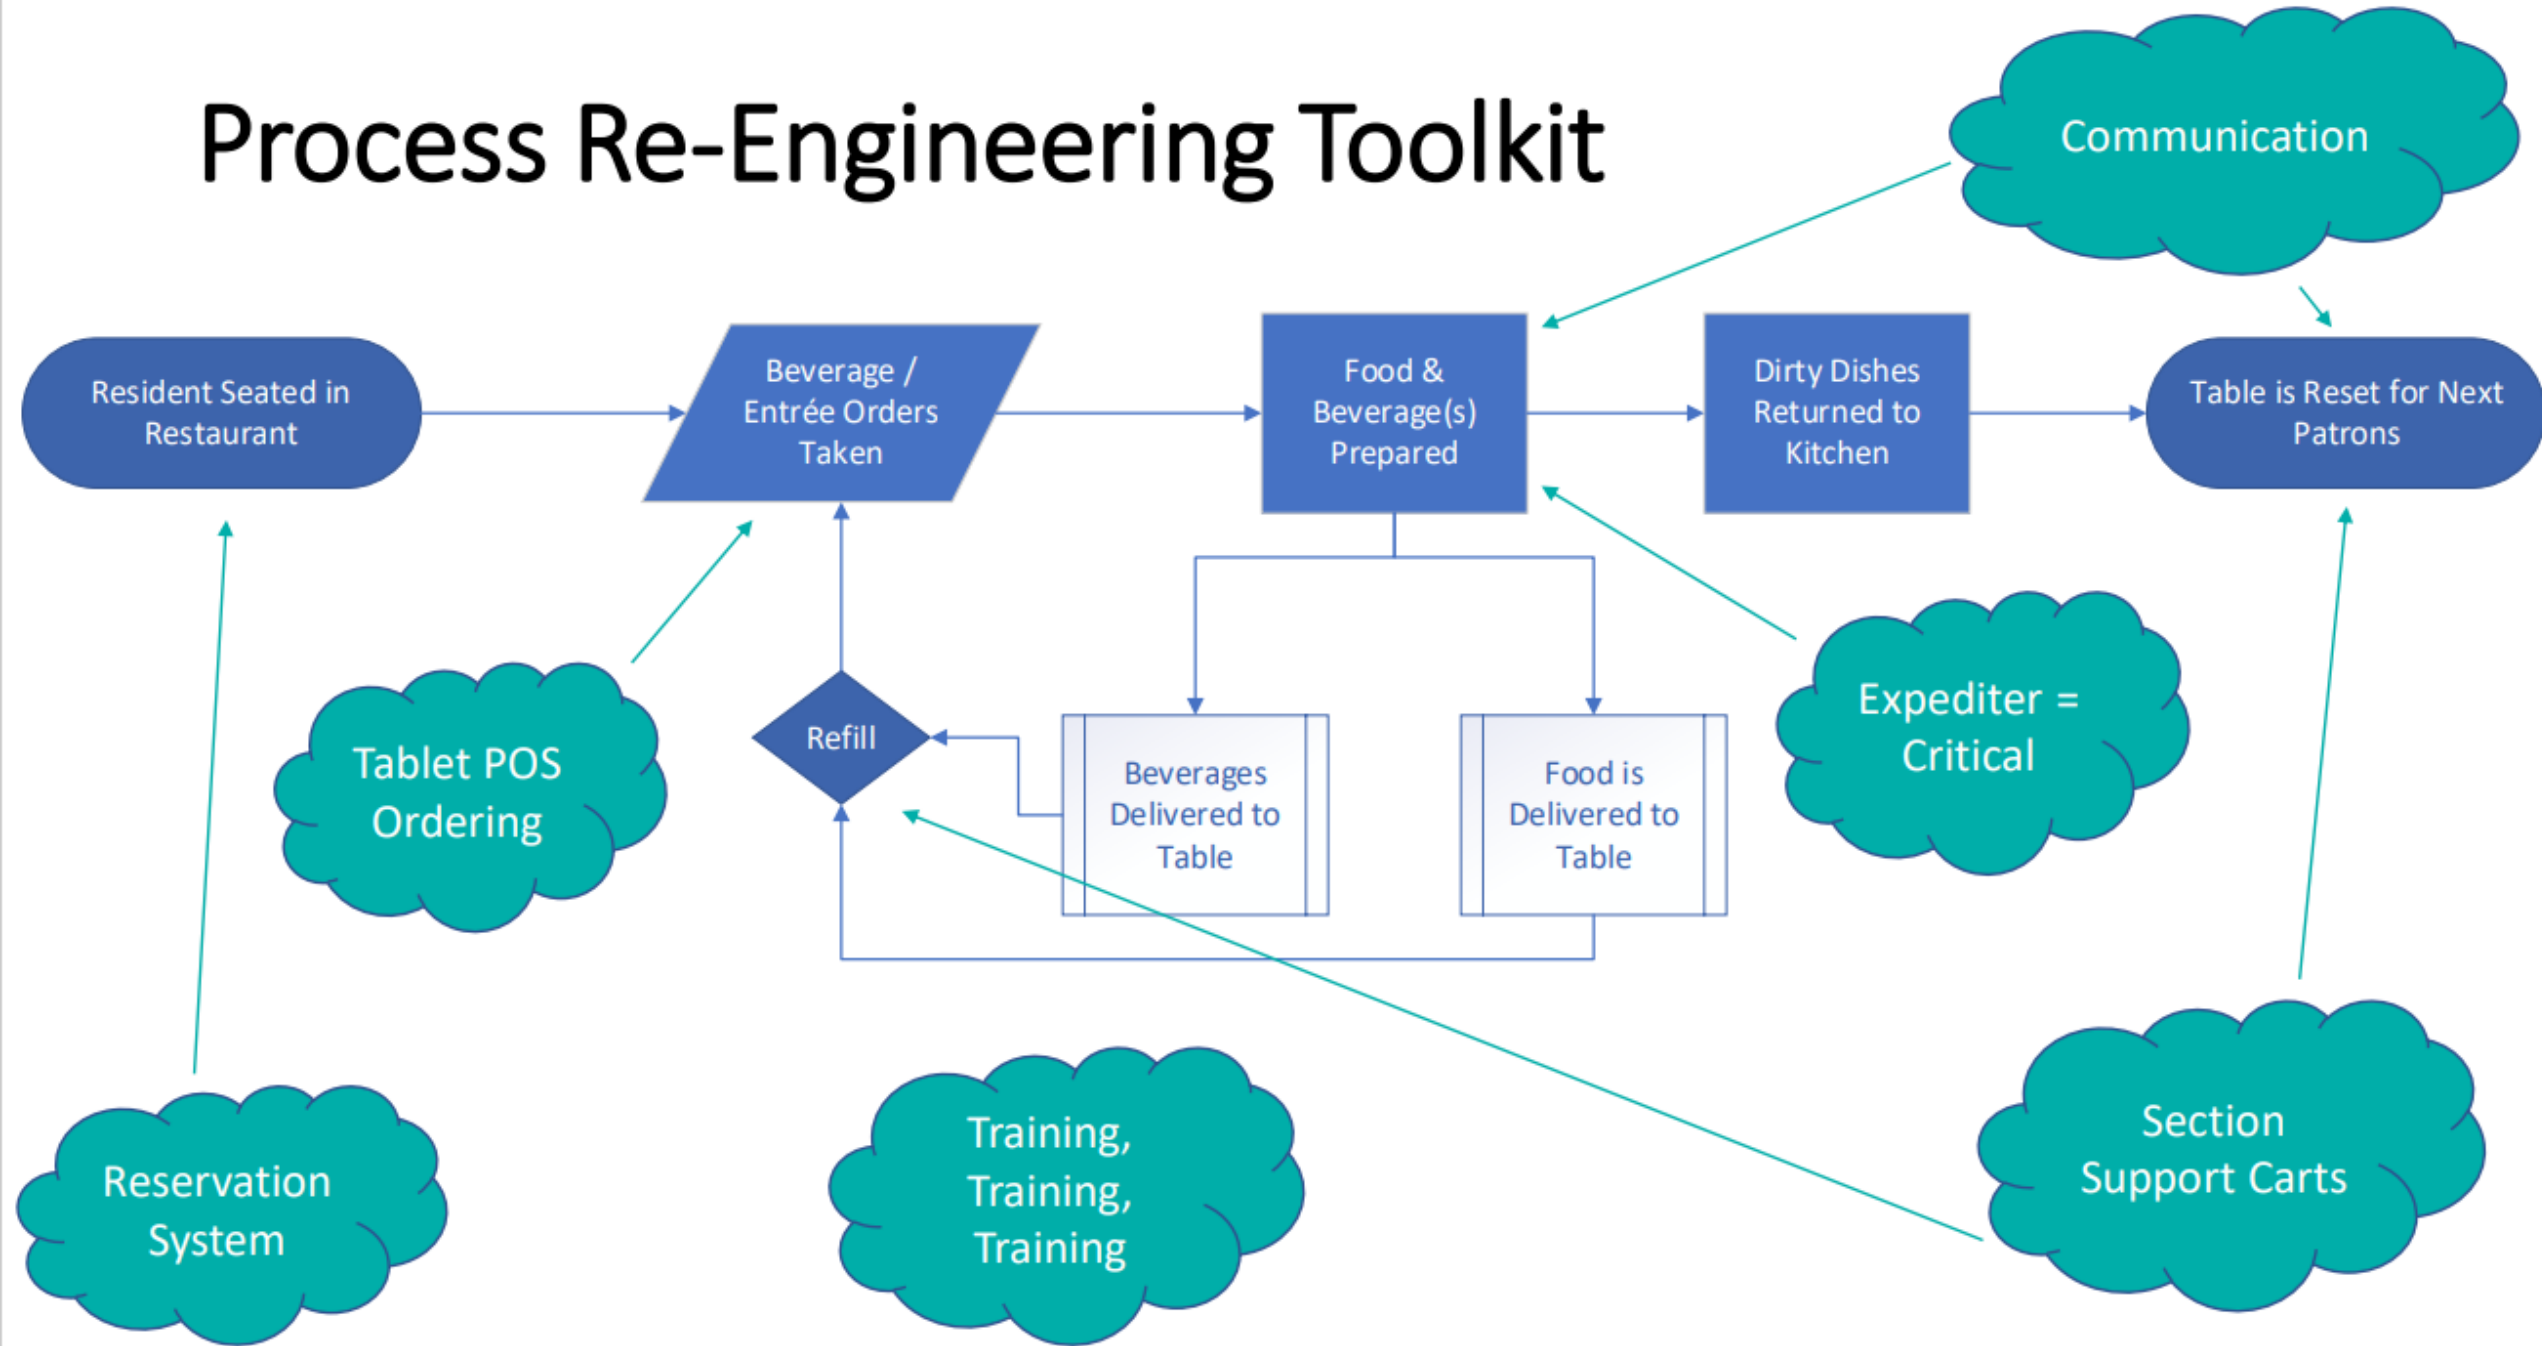 Process Re-Engineering Toolkit
Communication
Resident Seated in
Restaurant
Beverage /
Entrée Orders
Taken
Food &
Beverage(s)
Prepared
Dirty Dishes
Returned to
Kitchen
Table is Reset for Next
Patrons
Tablet POS
Ordering
Refill
Beverages
Delivered to
Table
Food is
Delivered to
Table
Expediter =
Critical
Reservation
System
Training,
Training,
Training
Section
Support Carts